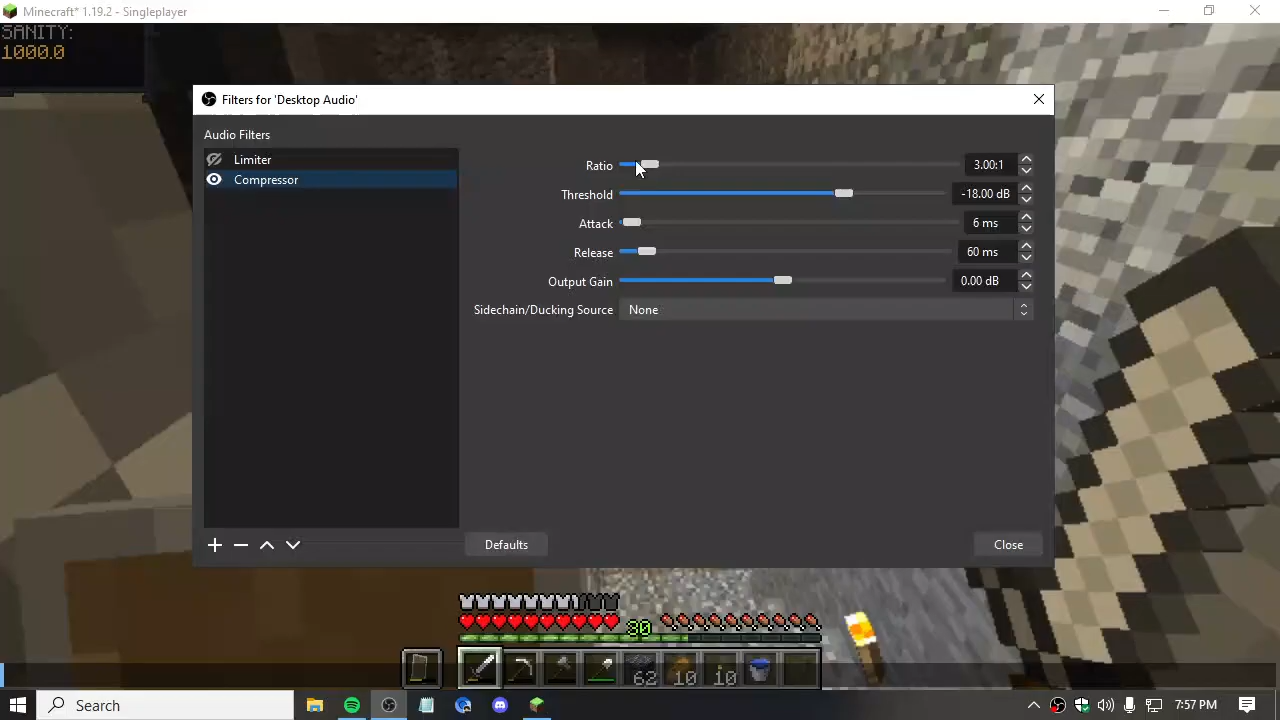 Minecraft* 1.19.2 - Singleplayer
SANITY:
1000.0
Filters for 'Desktop Audio'
Audio Filters
Limiter
Compressor
Ratio 3.00:1
Threshold -18.00 dB
Attack 6 ms
Release 60 ms
Output Gain 0.00 dB
Sidechain/Ducking Source None
Defaults
Close
30
62 10 10
Search
7:57 PM